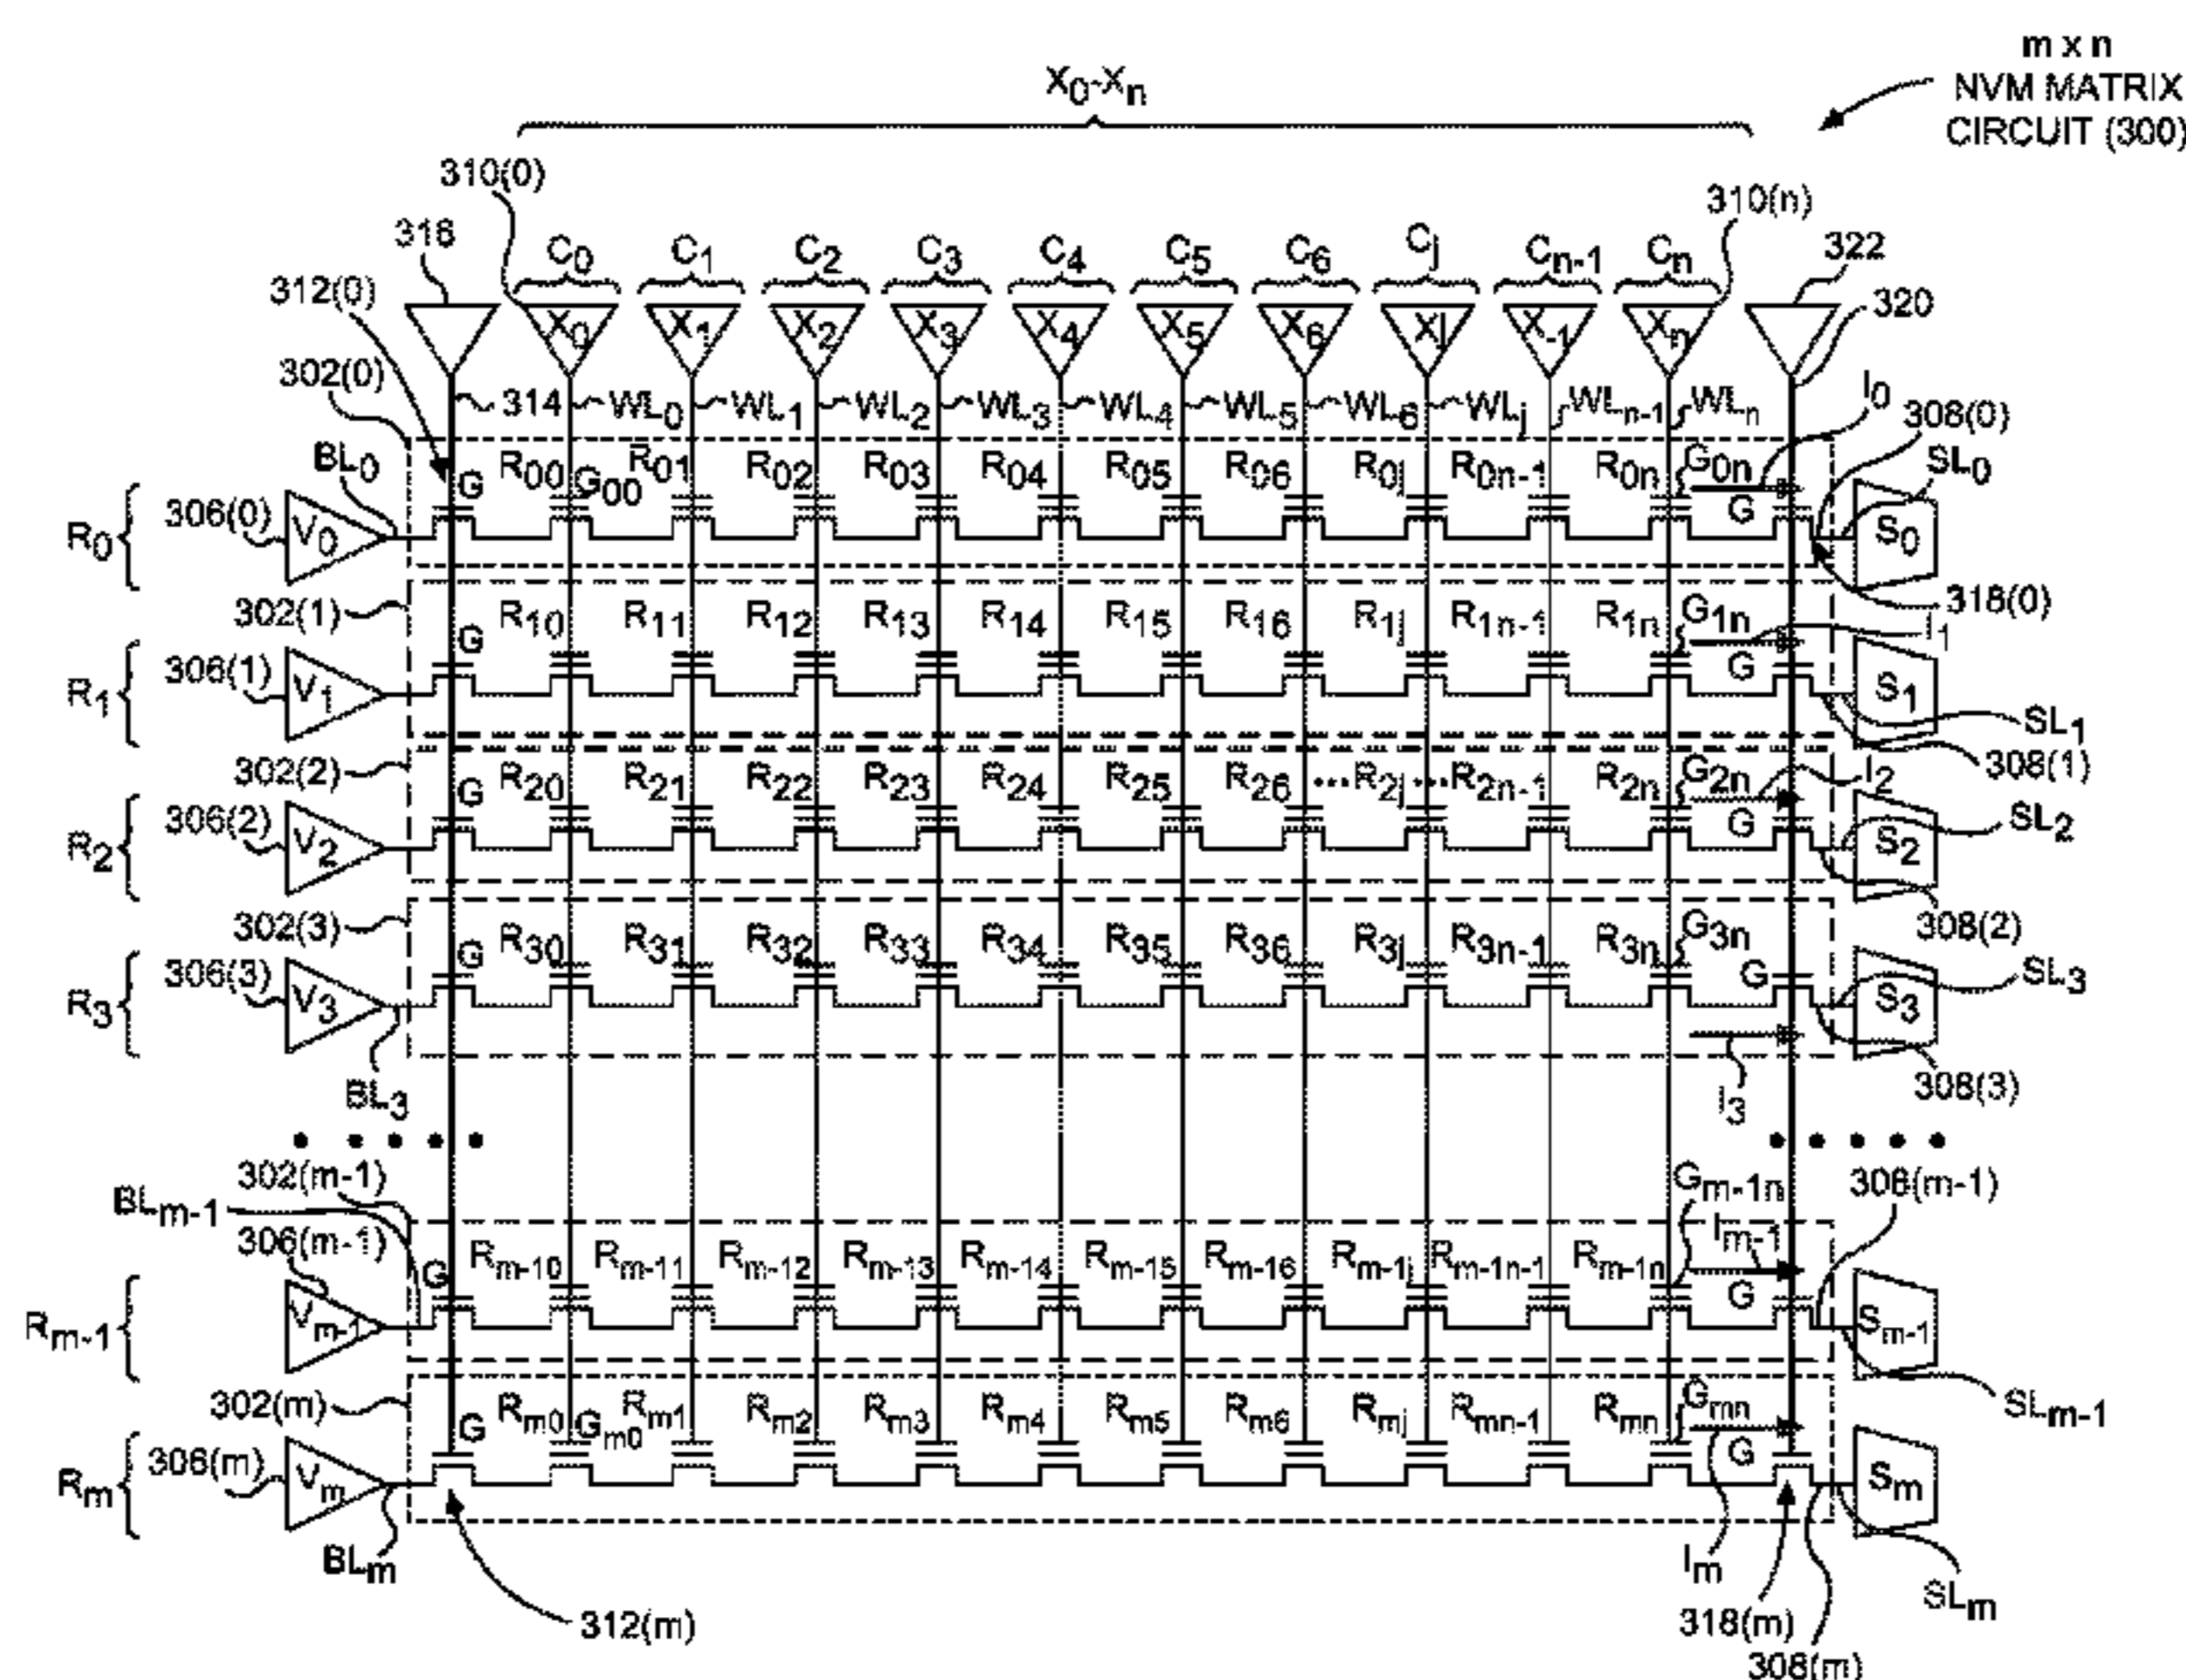 m x n
NVM MATRIX
CIRCUIT (300)
X0-Xn
310(0)
310(n)
316
C0 C1 C2 C3 C4 C5 C6 Cj Cn-1 Cn
322
312(0)
X0 X1 X2 X3 X4 X5 X6 Xj X-1 Xn
320
302(0)
314 WL0 WL1 WL2 WL3 WL4 WL5 WL6 WLj WLn-1 WLn
I0
308(0)
BL0
G R00 G00 R01 R02 R03 R04 R05 R06 R0j R0n-1 R0n G0n G
SL0
R0 306(0) V0 S0
318(0)
302(1)
G R10 R11 R12 R13 R14 R15 R16 R1j R1n-1 R1n G1n G
I1
R1 306(1) V1 S1
SL1
308(1)
302(2)
G R20 R21 R22 R23 R24 R25 R26 ...R2j...R2n-1 R2n G2n G
I2
R2 306(2) V2 S2
SL2
308(2)
302(3)
G R30 R31 R32 R33 R34 R35 R36 R3j R3n-1 R3n G3n G
R3 306(3) V3 S3
SL3
BL3
I3
308(3)
302(m-1)
BLm-1
306(m-1)
Gm-1n
308(m-1)
G Rm-10 Rm-11 Rm-12 Rm-13 Rm-14 Rm-15 Rm-16 Rm-1j Rm-1n-1 Rm-1n Im-1 G
Rm-1 Vm-1 Sm-1
SLm-1
302(m)
G Rm0 Gm0 Rm1 Rm2 Rm3 Rm4 Rm5 Rm6 Rmj Rmn-1 Rmn Gmn G
Rm 306(m) Vm Sm
BLm
Im
SLm
312(m)
318(m)
308(m)